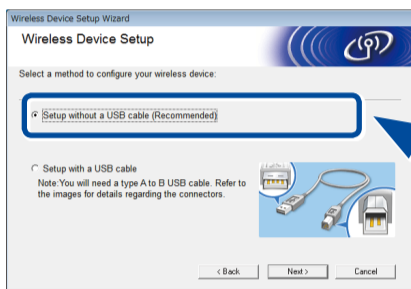 Wireless Device Setup Wizard
Wireless Device Setup
Select a method to configure your wireless device:
Setup without a USB cable (Recommended)
Setup with a USB cable
Note:You will need a type A to B USB cable. Refer to
the images for details regarding the connectors.
< Back
Next >
Cancel